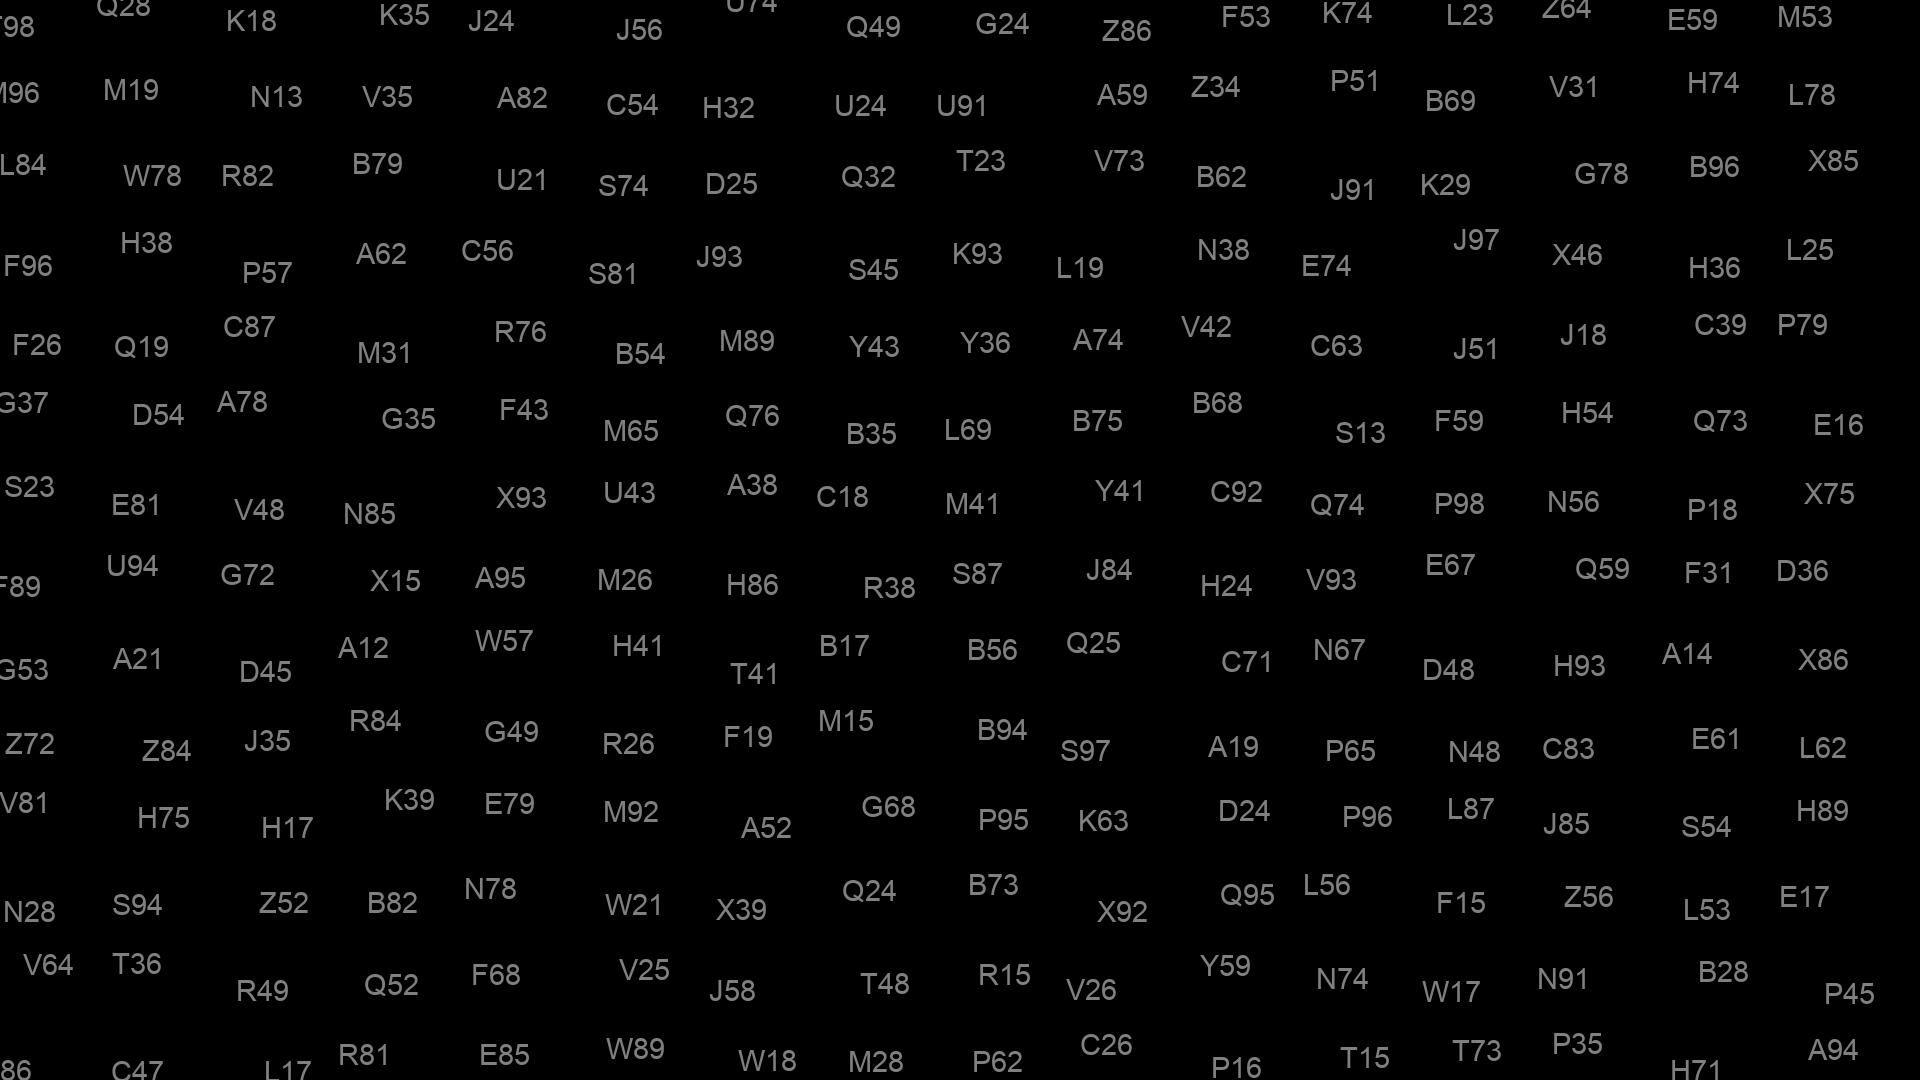 Q28 K18 K35 J24 J56 U74 Q49 G24 Z86 F53 K74 L23 Z64 E59 M53
M96 M19 N13 V35 A82 C54 H32 U24 U91 A59 Z34 P51 B69 V31 H74 L78
L84 W78 R82 B79 U21 S74 D25 Q32 T23 V73 B62 J91 K29 G78 B96 X85
F96 H38 P57 A62 C56 S81 J93 S45 K93 L19 N38 E74 J97 X46 H36 L25
F26 Q19 C87 M31 R76 B54 M89 Y43 Y36 A74 V42 C63 J51 J18 C39 P79
G37 D54 A78 G35 F43 M65 Q76 B35 L69 B75 B68 S13 F59 H54 Q73 E16
S23 E81 V48 N85 X93 U43 A38 C18 M41 Y41 C92 Q74 P98 N56 P18 X75
F89 U94 G72 X15 A95 M26 H86 R38 S87 J84 H24 V93 E67 Q59 F31 D36
G53 A21 D45 A12 W57 H41 T41 B17 B56 Q25 C71 N67 D48 H93 A14 X86
Z72 Z84 J35 R84 G49 R26 F19 M15 B94 S97 A19 P65 N48 C83 E61 L62
V81 H75 H17 K39 E79 M92 A52 G68 P95 K63 D24 P96 L87 J85 S54 H89
N28 S94 Z52 B82 N78 W21 X39 Q24 B73 X92 Q95 L56 F15 Z56 L53 E17
V64 T36 R49 Q52 F68 V25 J58 T48 R15 V26 Y59 N74 W17 N91 B28 P45
86 C47 L17 R81 E85 W89 W18 M28 P62 C26 P16 T15 T73 P35 H71 A94